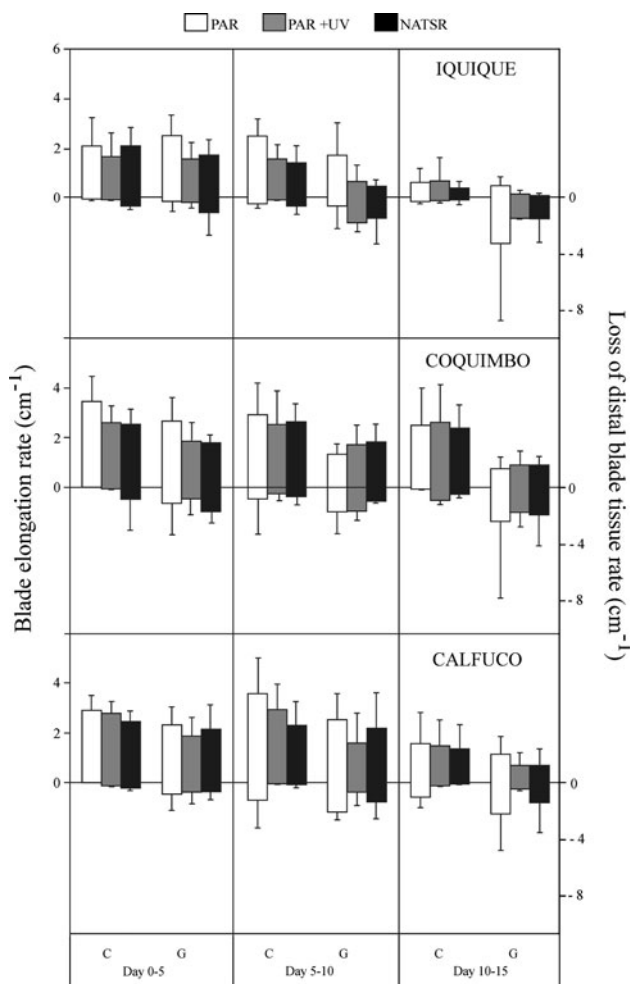 PAR PAR +UV NATSR
IQUIQUE
6
4
2
0
0
- 4
- 8
COQUIMBO
4
2
0
0
- 4
- 8
CALFUCO
4
2
0
0
- 4
- 8
Blade elongation rate (cm⁻¹)
Loss of distal blade tissue rate (cm⁻¹)
C G C G C G
Day 0-5 Day 5-10 Day 10-15